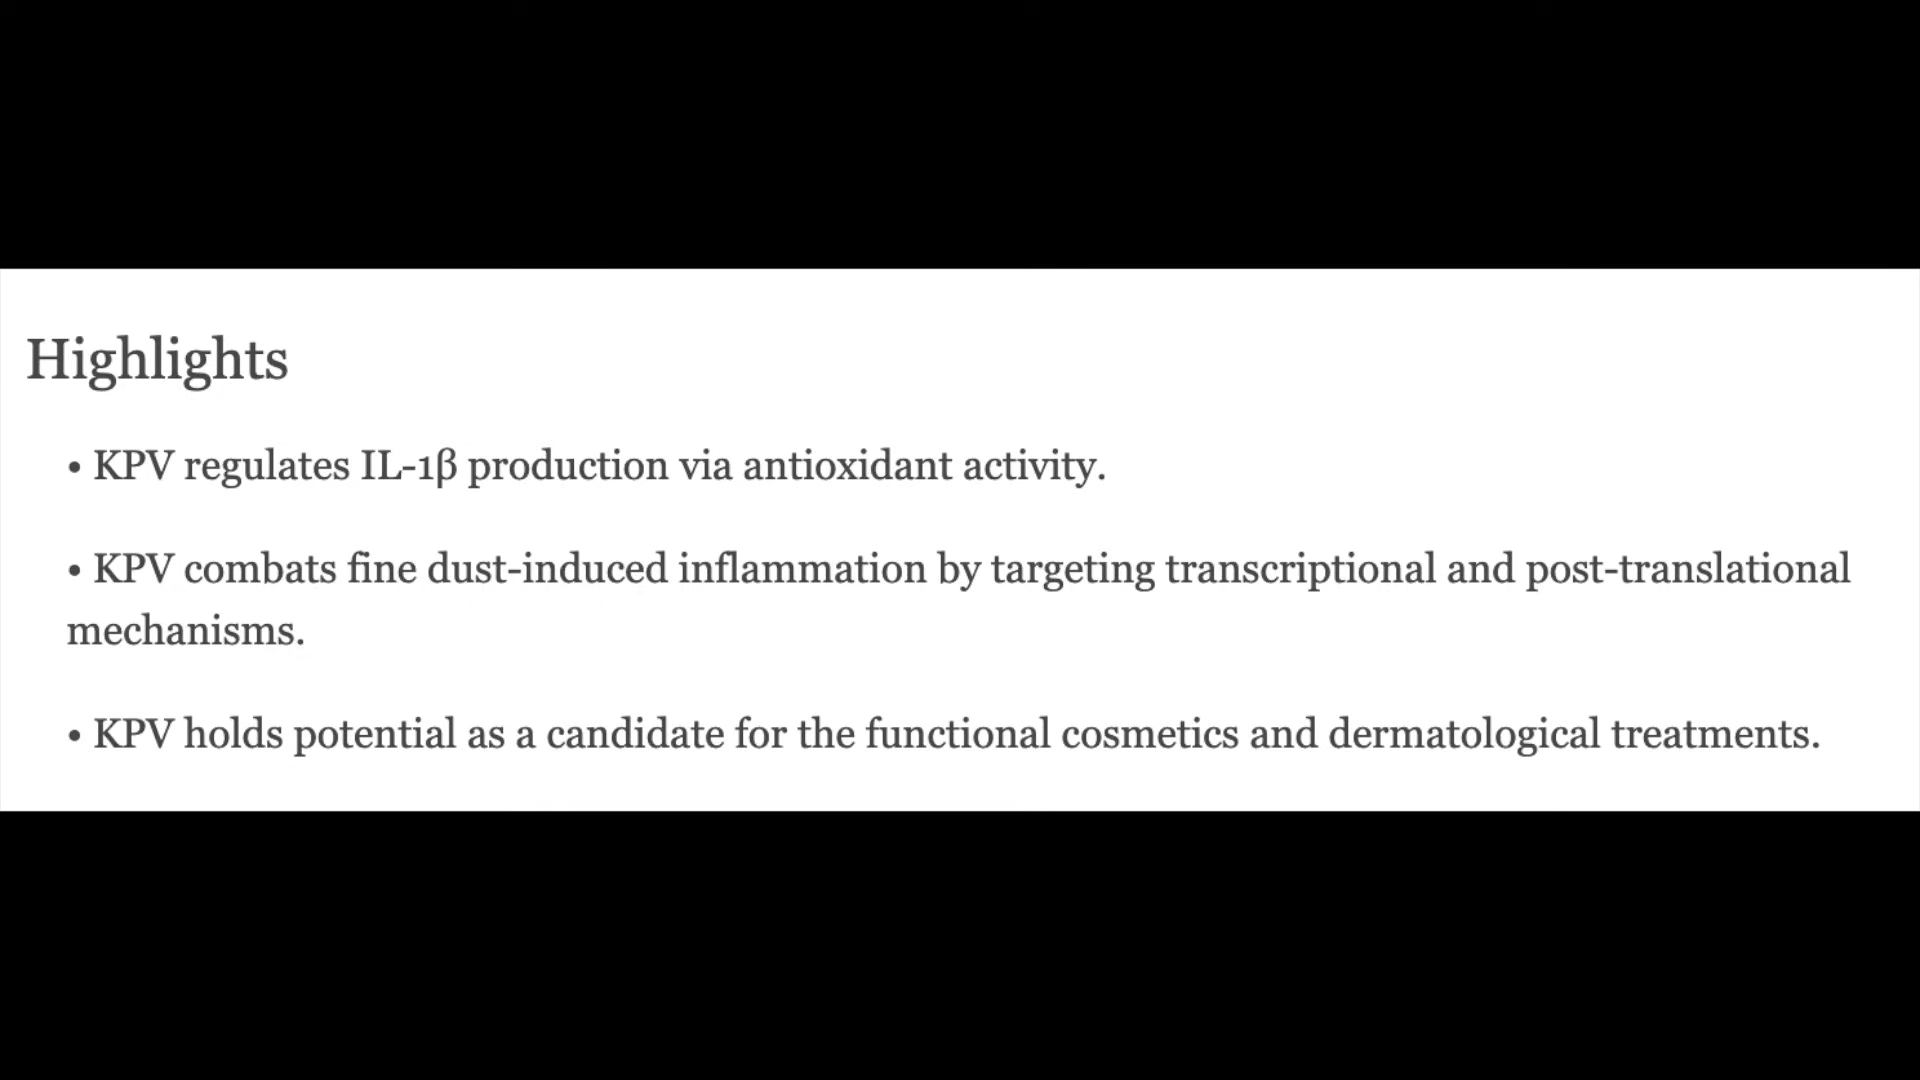 Highlights
• KPV regulates IL-1β production via antioxidant activity.
• KPV combats fine dust-induced inflammation by targeting transcriptional and post-translational
mechanisms.
• KPV holds potential as a candidate for the functional cosmetics and dermatological treatments.